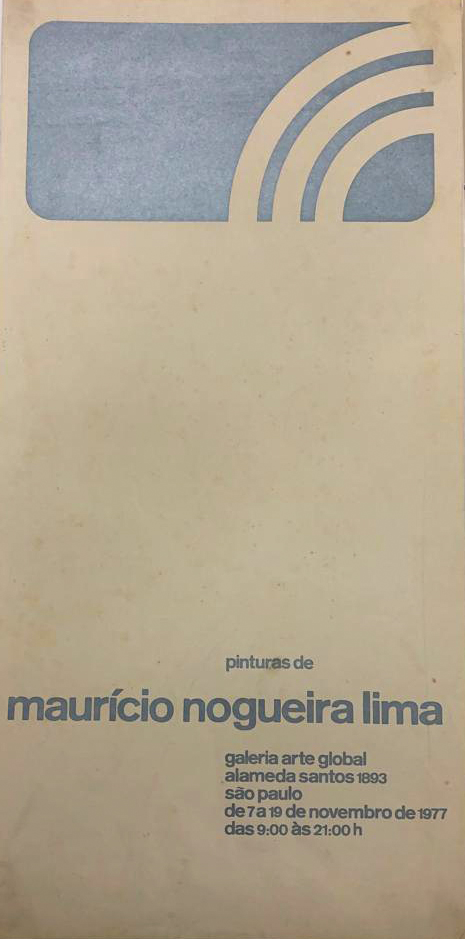 pinturas de
maurício nogueira lima
galeria arte global
alameda santos 1893
são paulo
de 7 a 19 de novembro de 1977
das 9:00 às 21:00 h